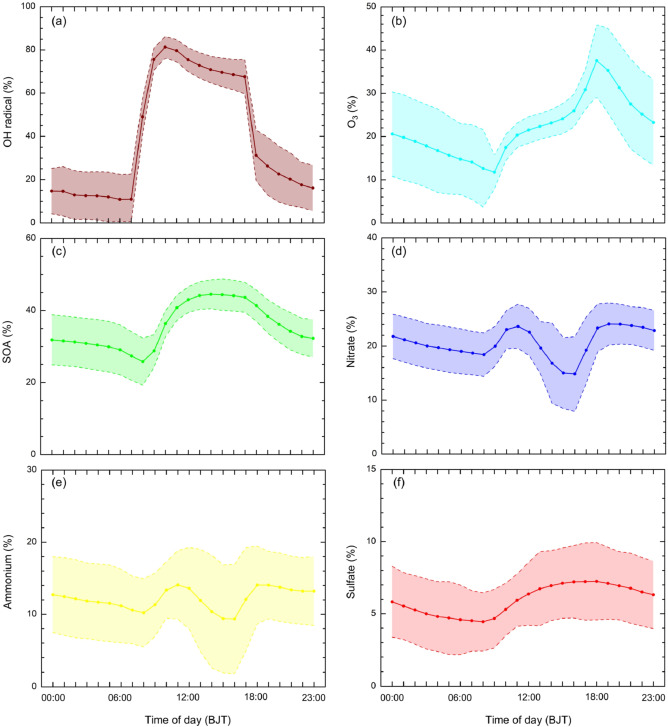 (a)
OH radical (%)
100
80
60
40
20
0
(b)
O3 (%)
50
40
30
20
10
0
(c)
SOA (%)
60
40
20
0
(d)
Nitrate (%)
40
30
20
10
0
(e)
Ammonium (%)
30
20
10
0
00:00 06:00 12:00 18:00 23:00
Time of day (BJT)
(f)
Sulfate (%)
15
10
5
0
00:00 06:00 12:00 18:00 23:00
Time of day (BJT)